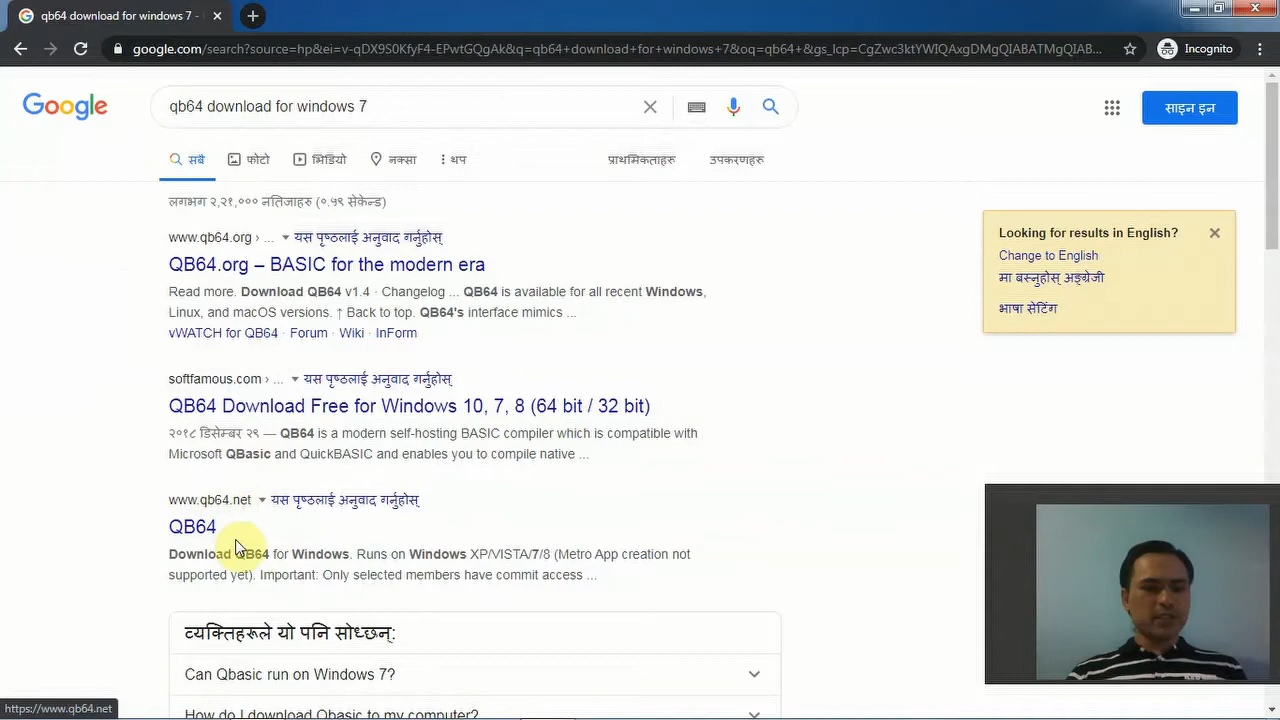 qb64 download for windows 7 -
google.com/search?source=hp&ei=v-qDX9S0KfyF4-EPwtGQgAk&q=qb64+download+for+windows+7&oq=qb64+&gs_lcp=CgZwc3ktYWIQAxgDMgQIABATMgQIAB...
Incognito
Google
qb64 download for windows 7
साइन इन
सबै
फोटो
भिडियो
नक्सा
थप
प्राथमिकताहरू
उपकरणहरू
लगभग २,२१,००० नतिजाहरु (०.५९ सेकेन्ड)
www.qb64.org › ... यस पृष्ठलाई अनुवाद गर्नुहोस्
QB64.org – BASIC for the modern era
Read more. Download QB64 v1.4 · Changelog ... QB64 is available for all recent Windows,
Linux, and macOS versions. ↑ Back to top. QB64's interface mimics ...
vWATCH for QB64 · Forum · Wiki · InForm
softfamous.com › ... यस पृष्ठलाई अनुवाद गर्नुहोस्
QB64 Download Free for Windows 10, 7, 8 (64 bit / 32 bit)
२०१८ डिसेम्बर २९ — QB64 is a modern self-hosting BASIC compiler which is compatible with
Microsoft QBasic and QuickBASIC and enables you to compile native ...
www.qb64.net यस पृष्ठलाई अनुवाद गर्नुहोस्
QB64
Download QB64 for Windows. Runs on Windows XP/VISTA/7/8 (Metro App creation not
supported yet). Important: Only selected members have commit access ...
व्यक्तिहरूले यो पनि सोध्छन्:
Can Qbasic run on Windows 7?
How do I download Qbasic to my computer?
Looking for results in English?
Change to English
मा बस्नुहोस् अङ्ग्रेजी
भाषा सेटिंग
https://www.qb64.net